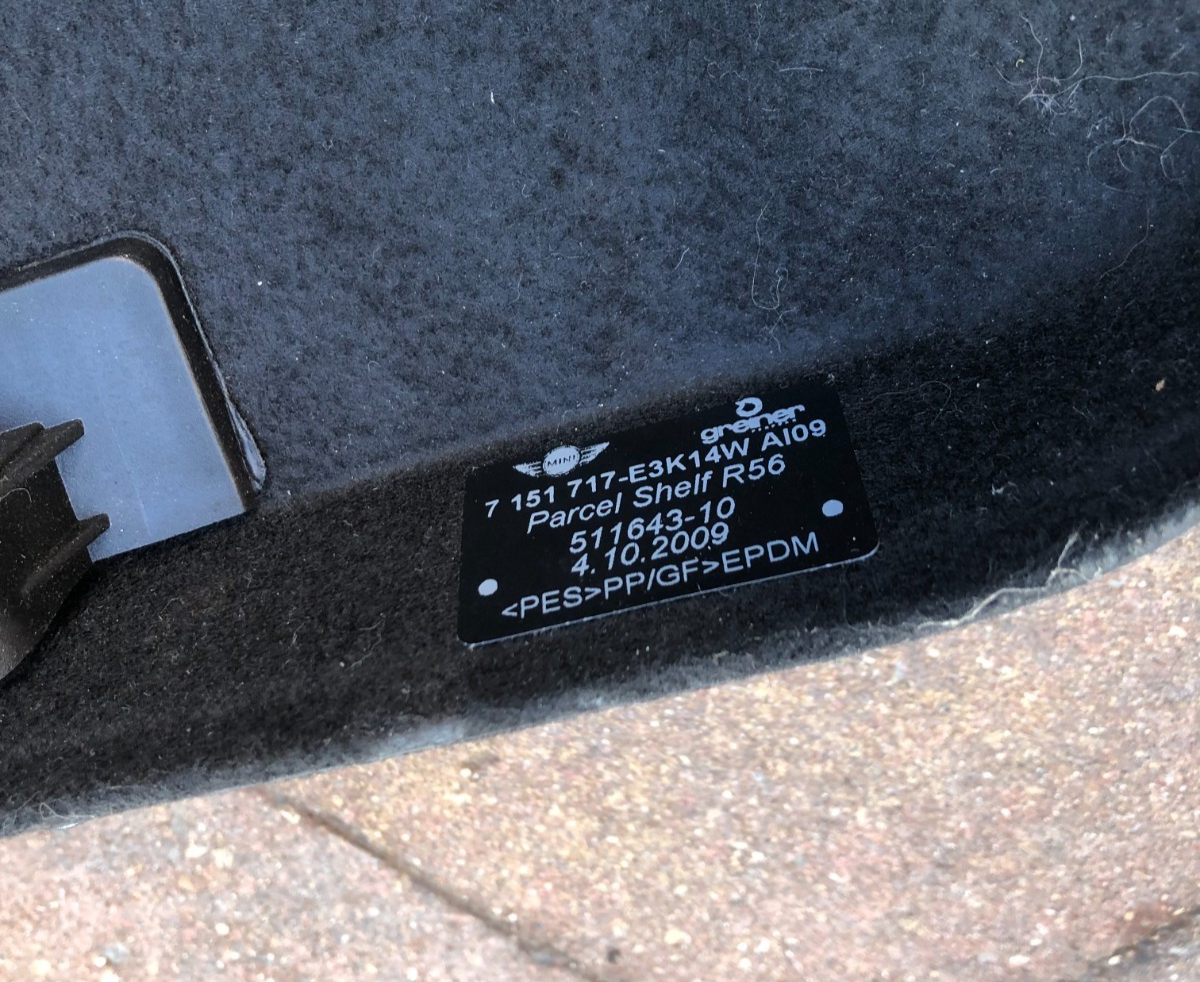 MINI
greiner
7 151 717-E3K14W AI09
Parcel Shelf R56
511643-10
4.10.2009
<PES>PP/GF>EPDM